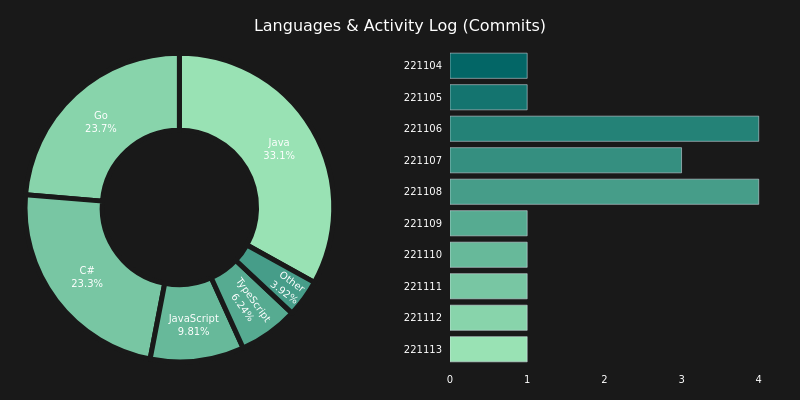 Languages & Activity Log (Commits)
Java
33.1%
Go
23.7%
C#
23.3%
JavaScript
9.81%
TypeScript
6.24%
Other
3.92%
221104
221105
221106
221107
221108
221109
221110
221111
221112
221113
0 1 2 3 4